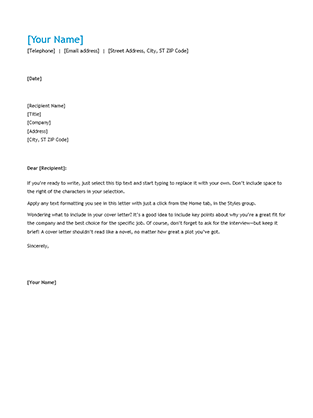 [Your Name]
[Telephone] | [Email address] | [Street Address, City, ST ZIP Code]
[Date]
[Recipient Name]
[Title]
[Company]
[Address]
[City, ST ZIP Code]
Dear [Recipient]:
If you're ready to write, just select this tip text and start typing to replace it with your own. Don't include space to
the right of the characters in your selection.
Apply any text formatting you see in this letter with just a click from the Home tab, in the Styles group.
Wondering what to include in your cover letter? It's a good idea to include key points about why you're a great fit for
the company and the best choice for the specific job. Of course, don't forget to ask for the interview—but keep it
brief! A cover letter shouldn't read like a novel, no matter how great a plot you've got.
Sincerely,
[Your Name]